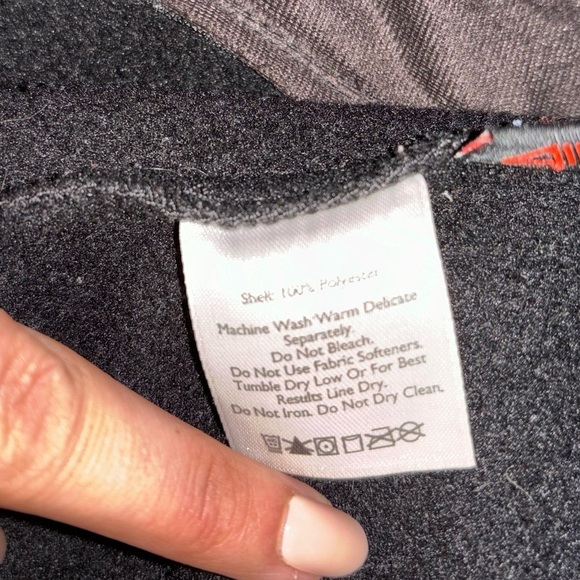 Shell: 100% Polyester
Machine Wash Warm Delicate
Separately.
Do Not Bleach.
Do Not Use Fabric Softeners.
Tumble Dry Low Or For Best
Results Line Dry.
Do Not Iron. Do Not Dry Clean.